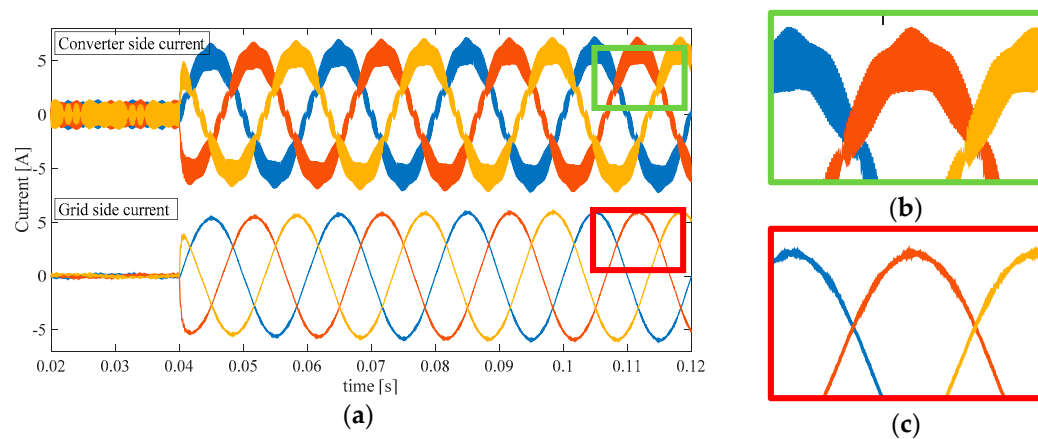 Converter side current
5
0
-5
Current [A]
Grid side current
5
0
-5
0.02 0.03 0.04 0.05 0.06 0.07 0.08 0.09 0.1 0.11 0.12
time [s]
(a)
(b)
(c)